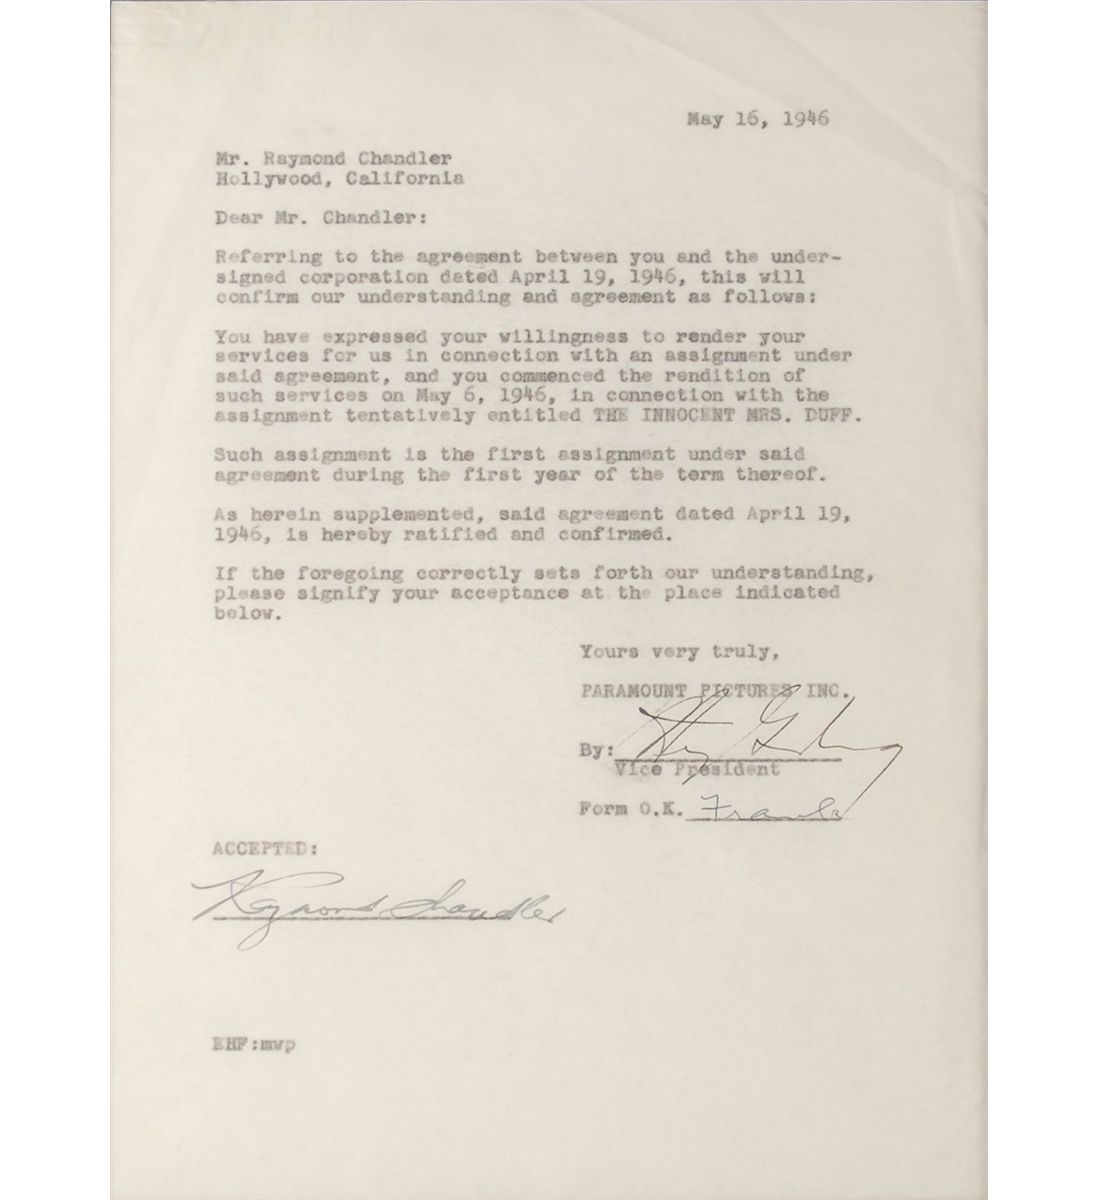 May 16, 1946
Mr. Raymond Chandler
Hollywood, California
Dear Mr. Chandler:
Referring to the agreement between you and the under-
signed corporation dated April 19, 1946, this will
confirm our understanding and agreement as follows:
You have expressed your willingness to render your
services for us in connection with an assignment under
said agreement, and you commenced the rendition of
such services on May 6, 1946, in connection with the
assignment tentatively entitled THE INNOCENT MRS. DUFF.
Such assignment is the first assignment under said
agreement during the first year of the term thereof.
As herein supplemented, said agreement dated April 19,
1946, is hereby ratified and confirmed.
If the foregoing correctly sets forth our understanding,
please signify your acceptance at the place indicated
below.
Yours very truly,
PARAMOUNT PICTURES INC.
By:
Vice President
Form O.K.
ACCEPTED:
Raymond Chandler
EHF:mwp